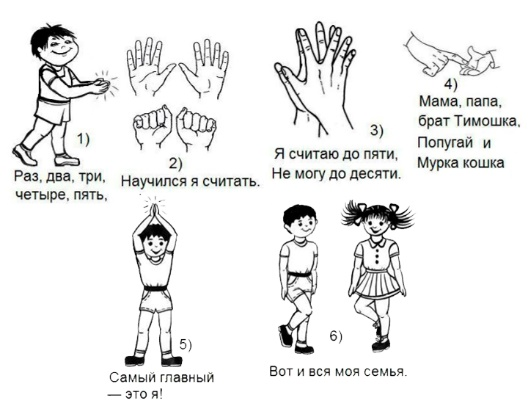 1)
Раз, два, три,
четыре, пять,
2)
Научился я считать.
3)
Я считаю до пяти,
Не могу до десяти.
4)
Мама, папа,
брат Тимошка,
Попугай и
Мурка кошка
5)
Самый главный
— это я!
6)
Вот и вся моя семья.